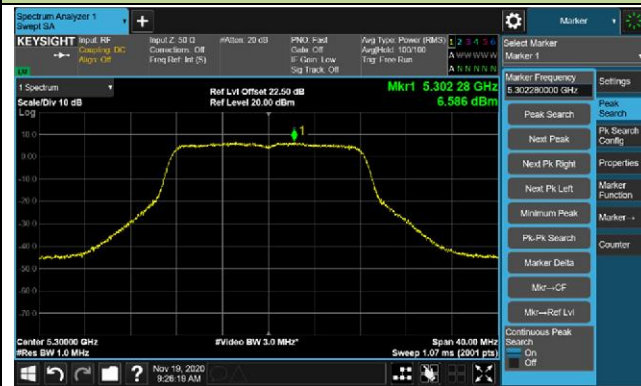 Spectrum Analyzer 1
Swept SA
+
Marker
KEYSIGHT
Input: RF
Coupling: DC
Align: Off
Input Z: 50 Ω
Corrections: Off
Freq Ref: Int (S)
#Atten: 20 dB
PNO: Fast
Gate: Off
IF Gain: Low
Sig Track: Off
Avg Type: Power (RMS)
Avg|Hold: 100/100
Trig: Free Run
1 2 3 4 5 6
A W W W W W
A N N N N N
Select Marker
Marker 1
1 Spectrum
Scale/Div 10 dB
Log
Ref Lvl Offset 22.50 dB
Ref Level 20.00 dBm
Mkr1 5.302 28 GHz
6.586 dBm
1
10.0
0.00
-10.0
-20.0
-30.0
-40.0
-50.0
-60.0
-70.0
Center 5.30000 GHz
#Res BW 1.0 MHz
#Video BW 3.0 MHz*
Span 40.00 MHz
Sweep 1.07 ms (2001 pts)
Marker Frequency
5.302280000 GHz
Peak Search
Next Peak
Next Pk Right
Next Pk Left
Minimum Peak
Pk-Pk Search
Marker Delta
Mkr→CF
Mkr→Ref Lvl
Continuous Peak
Search
On
Off
Settings
Peak
Search
Pk Search
Config
Properties
Marker
Function
Marker→
Counter
?
Nov 19, 2020
9:26:19 AM